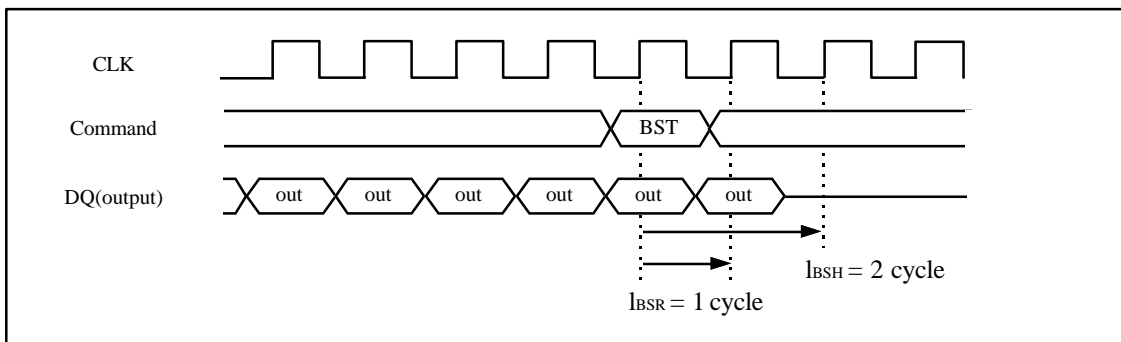 CLK
Command BST
DQ(output) out out out out out out
lBSH = 2 cycle
lBSR = 1 cycle